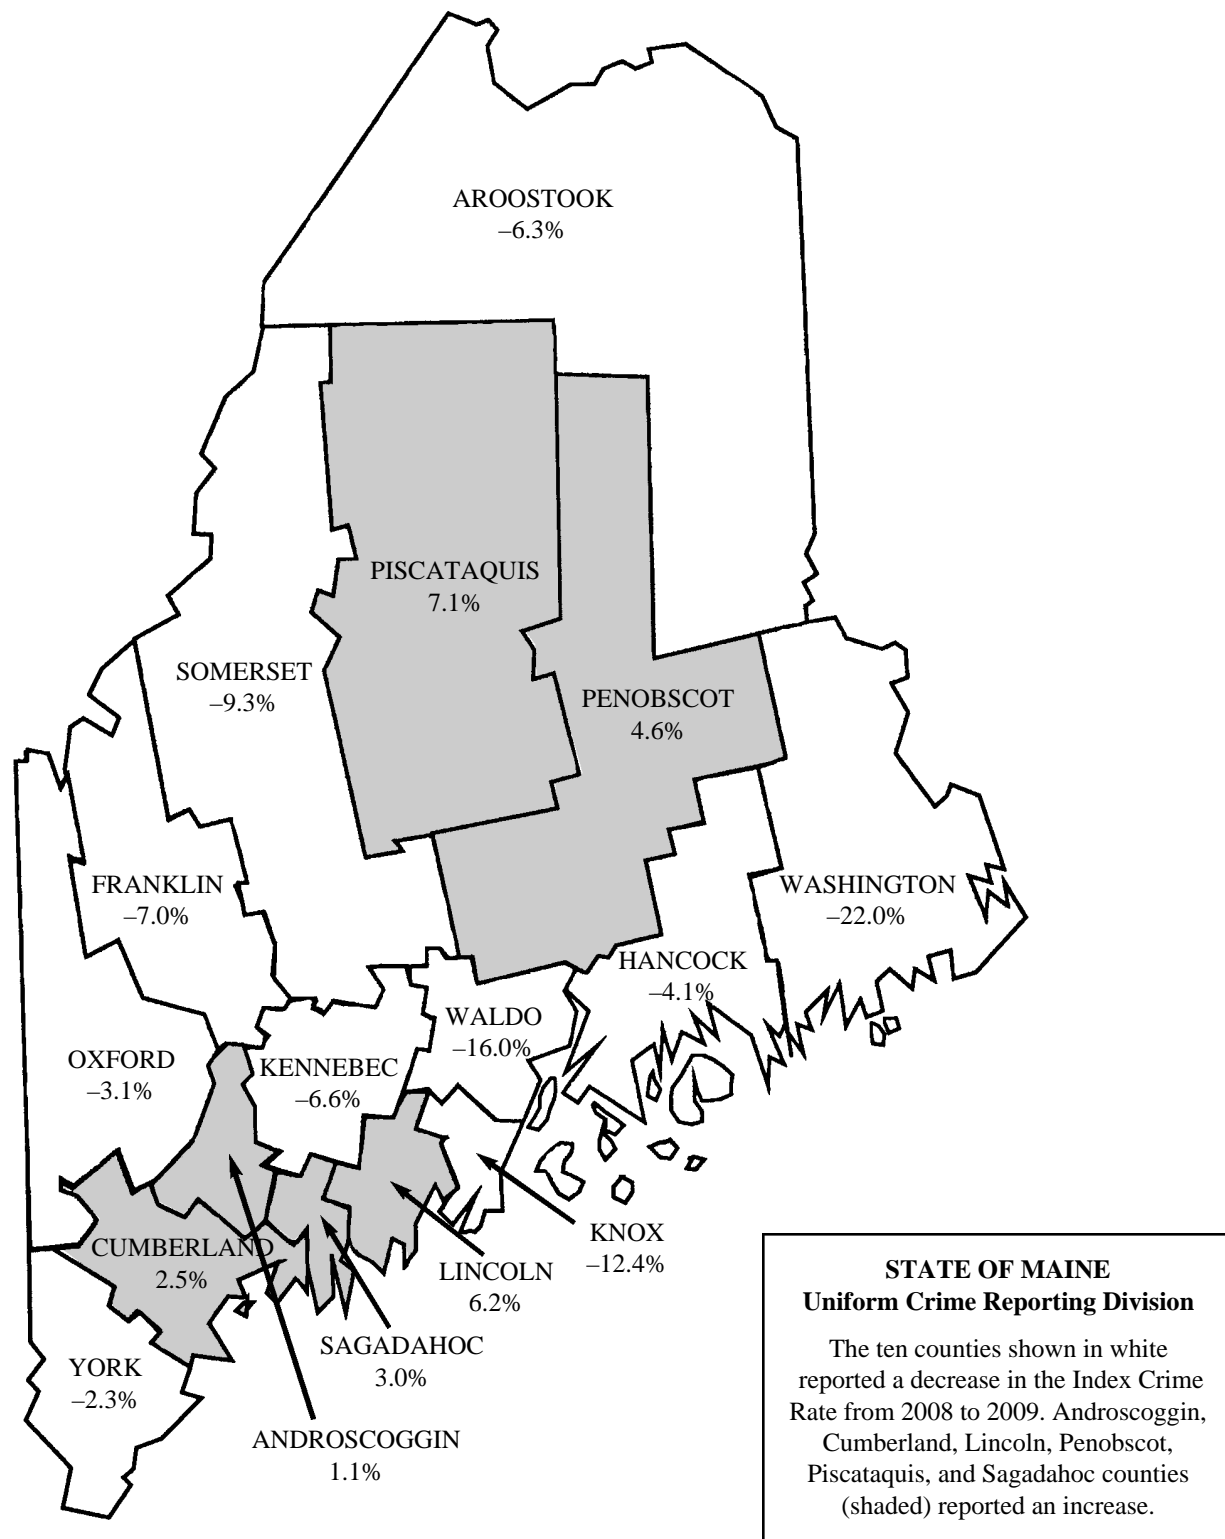 AROOSTOOK
–6.3%
PISCATAQUIS
7.1%
SOMERSET
–9.3%
PENOBSCOT
4.6%
FRANKLIN
–7.0%
WASHINGTON
–22.0%
HANCOCK
–4.1%
WALDO
–16.0%
OXFORD
–3.1%
KENNEBEC
–6.6%
KNOX
–12.4%
CUMBERLAND
2.5%
LINCOLN
6.2%
SAGADAHOC
3.0%
YORK
–2.3%
ANDROSCOGGIN
1.1%
STATE OF MAINE
Uniform Crime Reporting Division
The ten counties shown in white
reported a decrease in the Index Crime
Rate from 2008 to 2009. Androscoggin,
Cumberland, Lincoln, Penobscot,
Piscataquis, and Sagadahoc counties
(shaded) reported an increase.